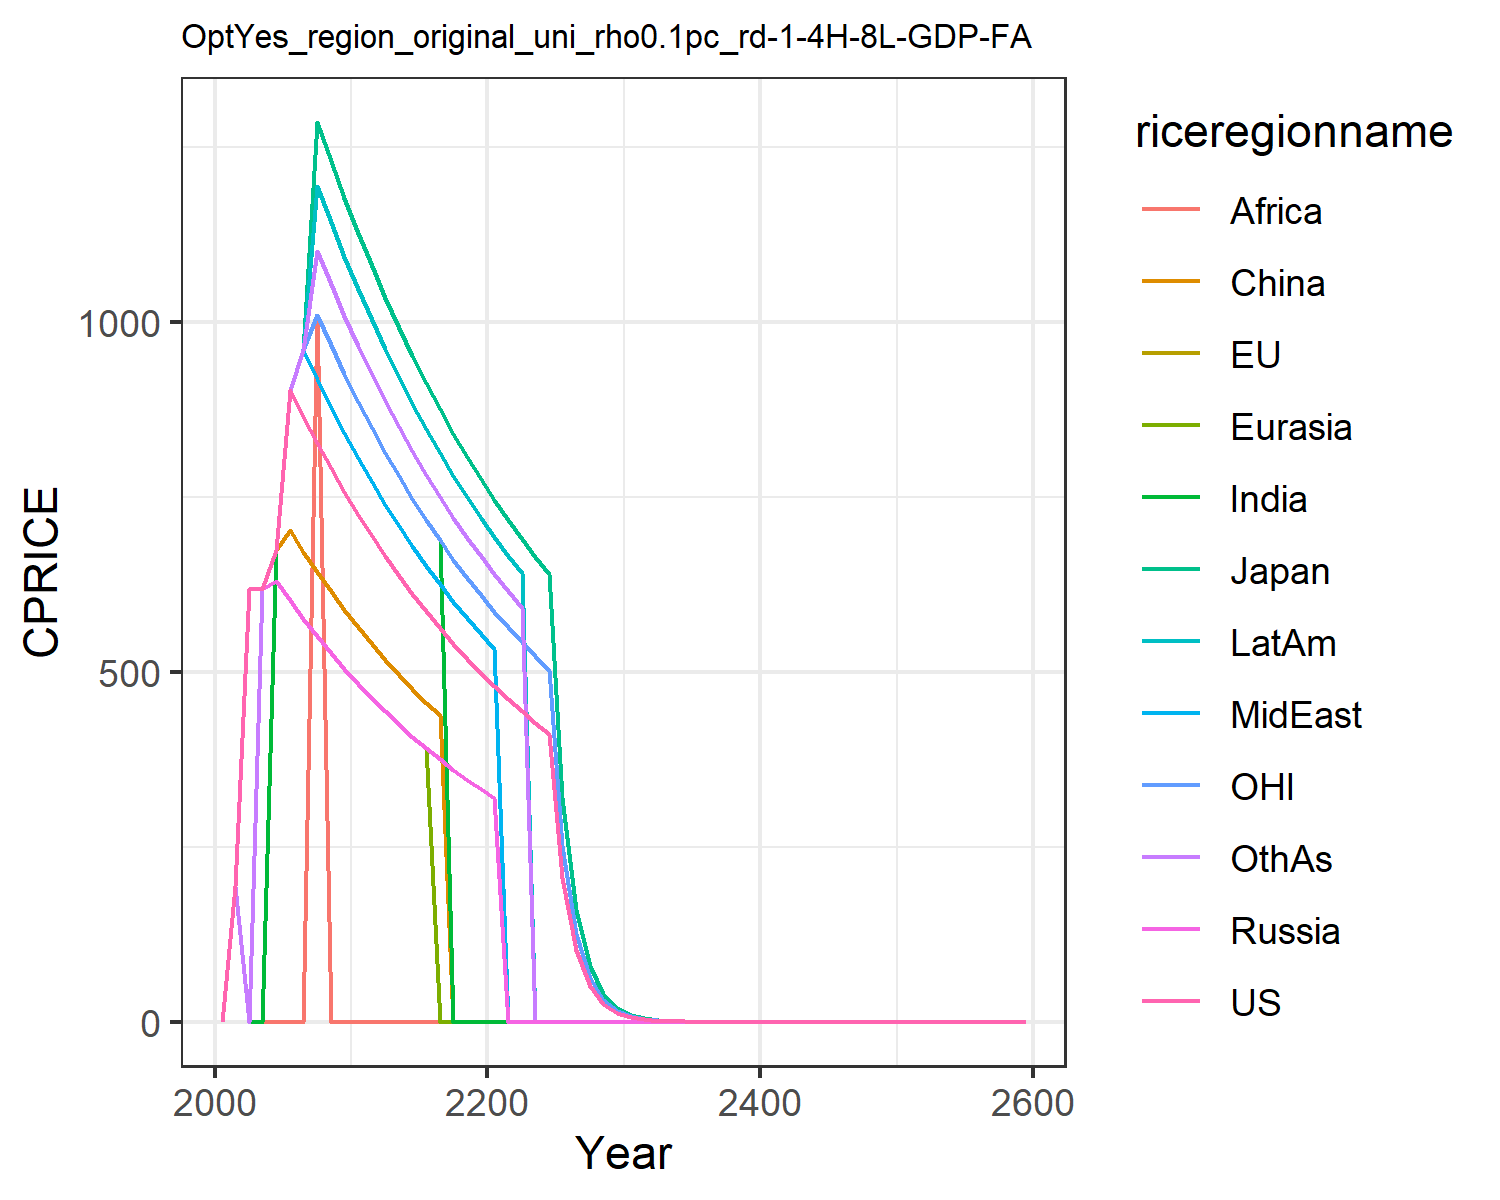 OptYes_region_original_uni_rho0.1pc_rd-1-4H-8L-GDP-FA
CPRICE
1000
500
0
2000
2200
2400
2600
Year
riceregionname
Africa
China
EU
Eurasia
India
Japan
LatAm
MidEast
OHI
OthAs
Russia
US